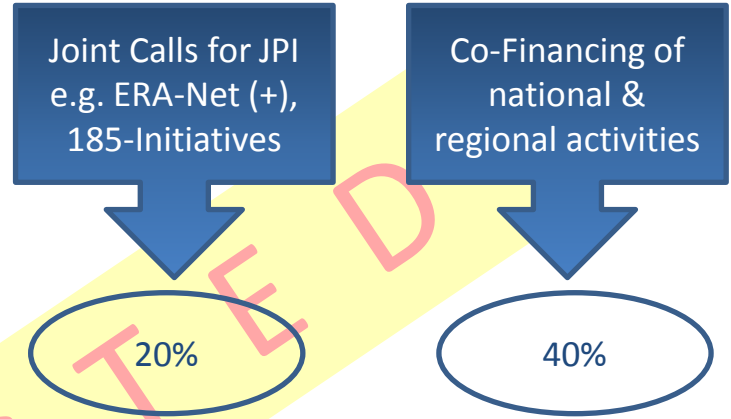 Joint Calls for JPI
e.g. ERA-Net (+),
185-Initiatives
Co-Financing of
national &
regional activities
20%
40%
T E D